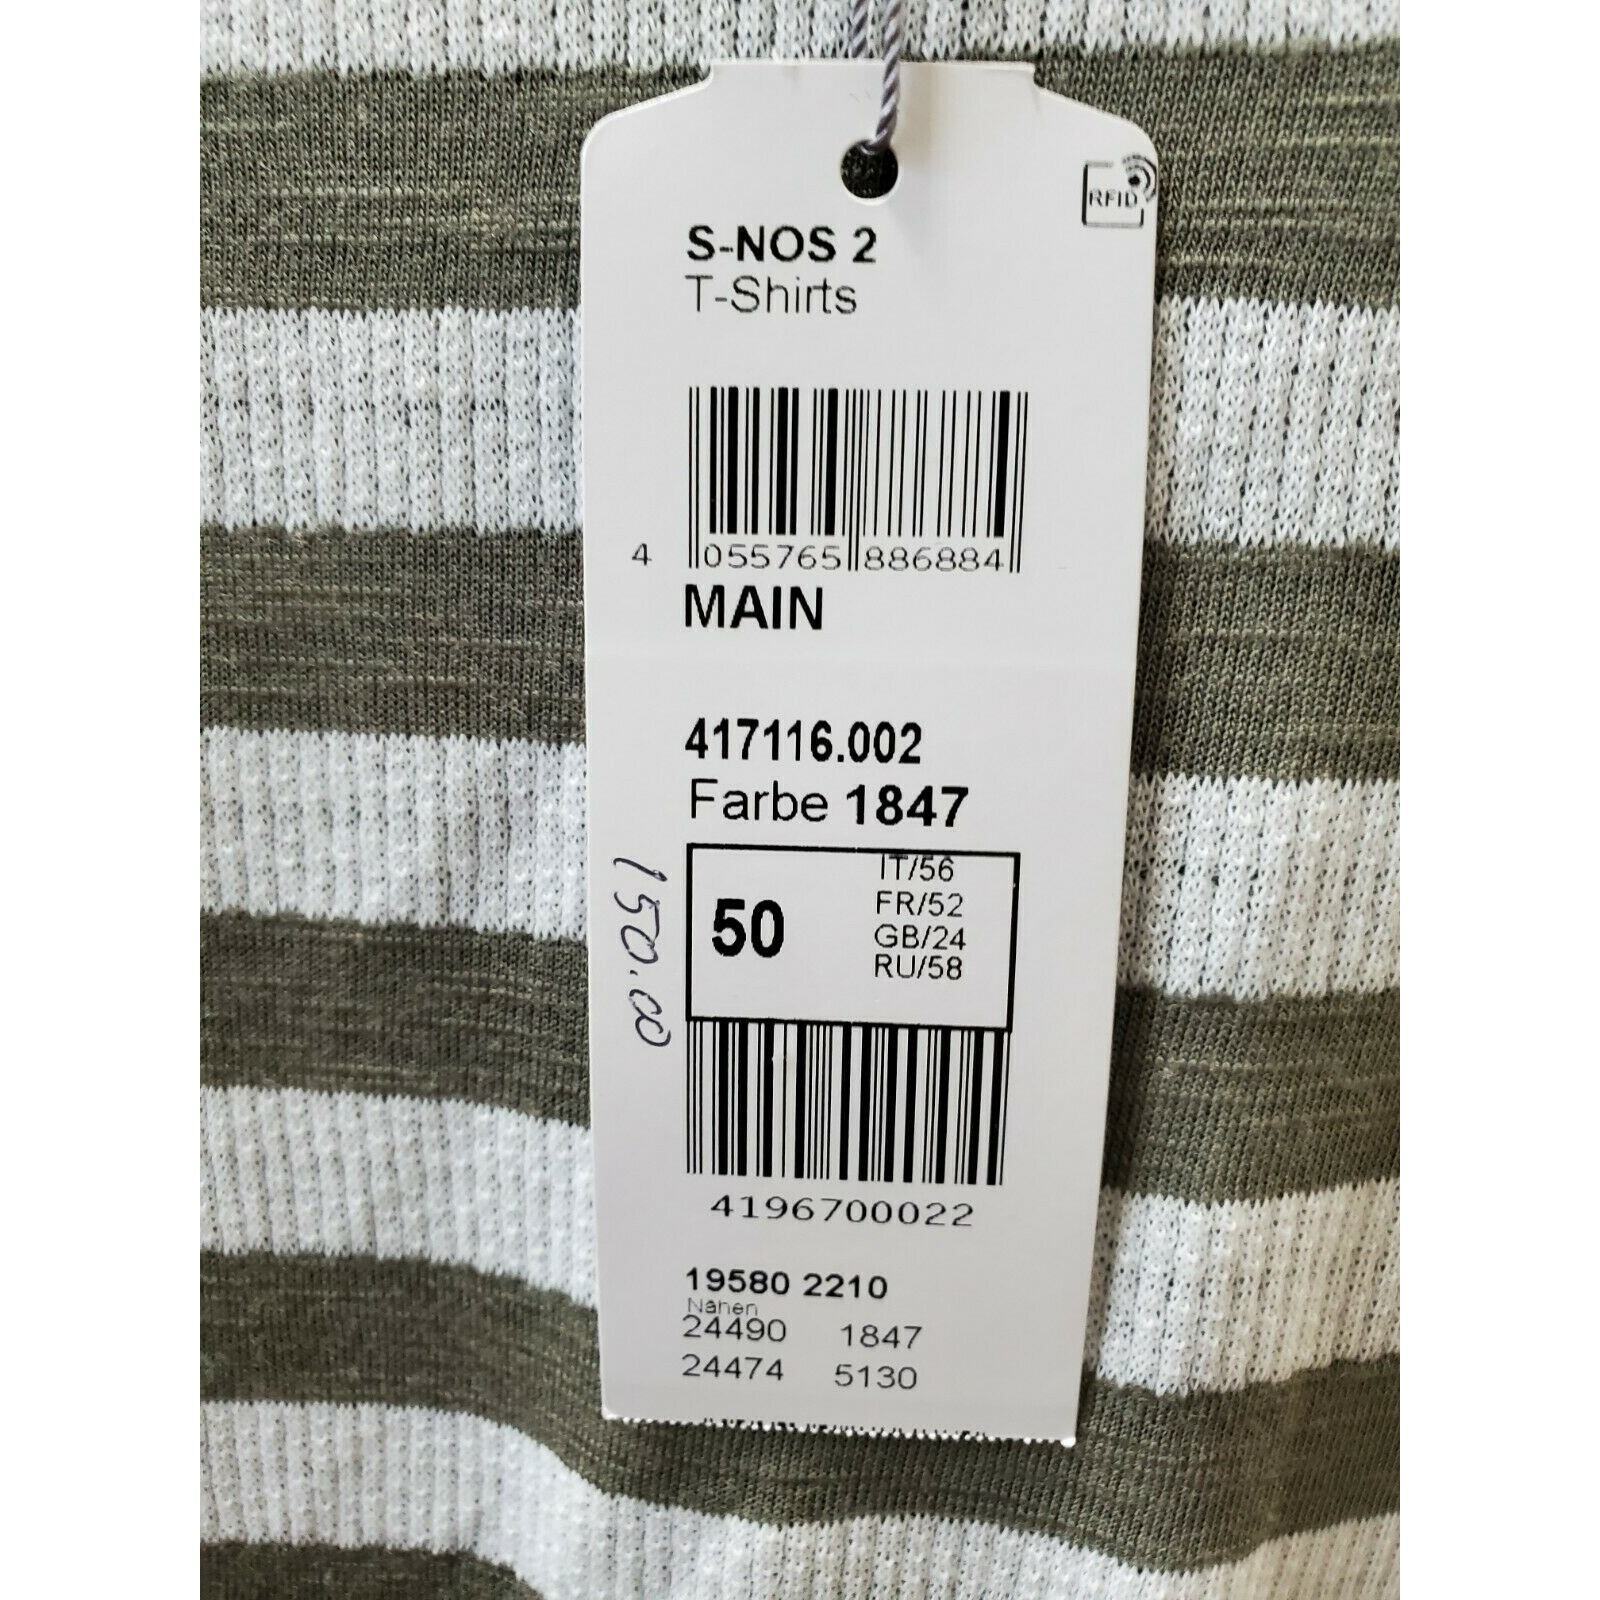 RFID
S-NOS 2
T-Shirts
4 055765 886884
MAIN
417116.002
Farbe 1847
50
IT/56
FR/52
GB/24
RU/58
150.00
4196700022
19580 2210
Nähen
24490 1847
24474 5130